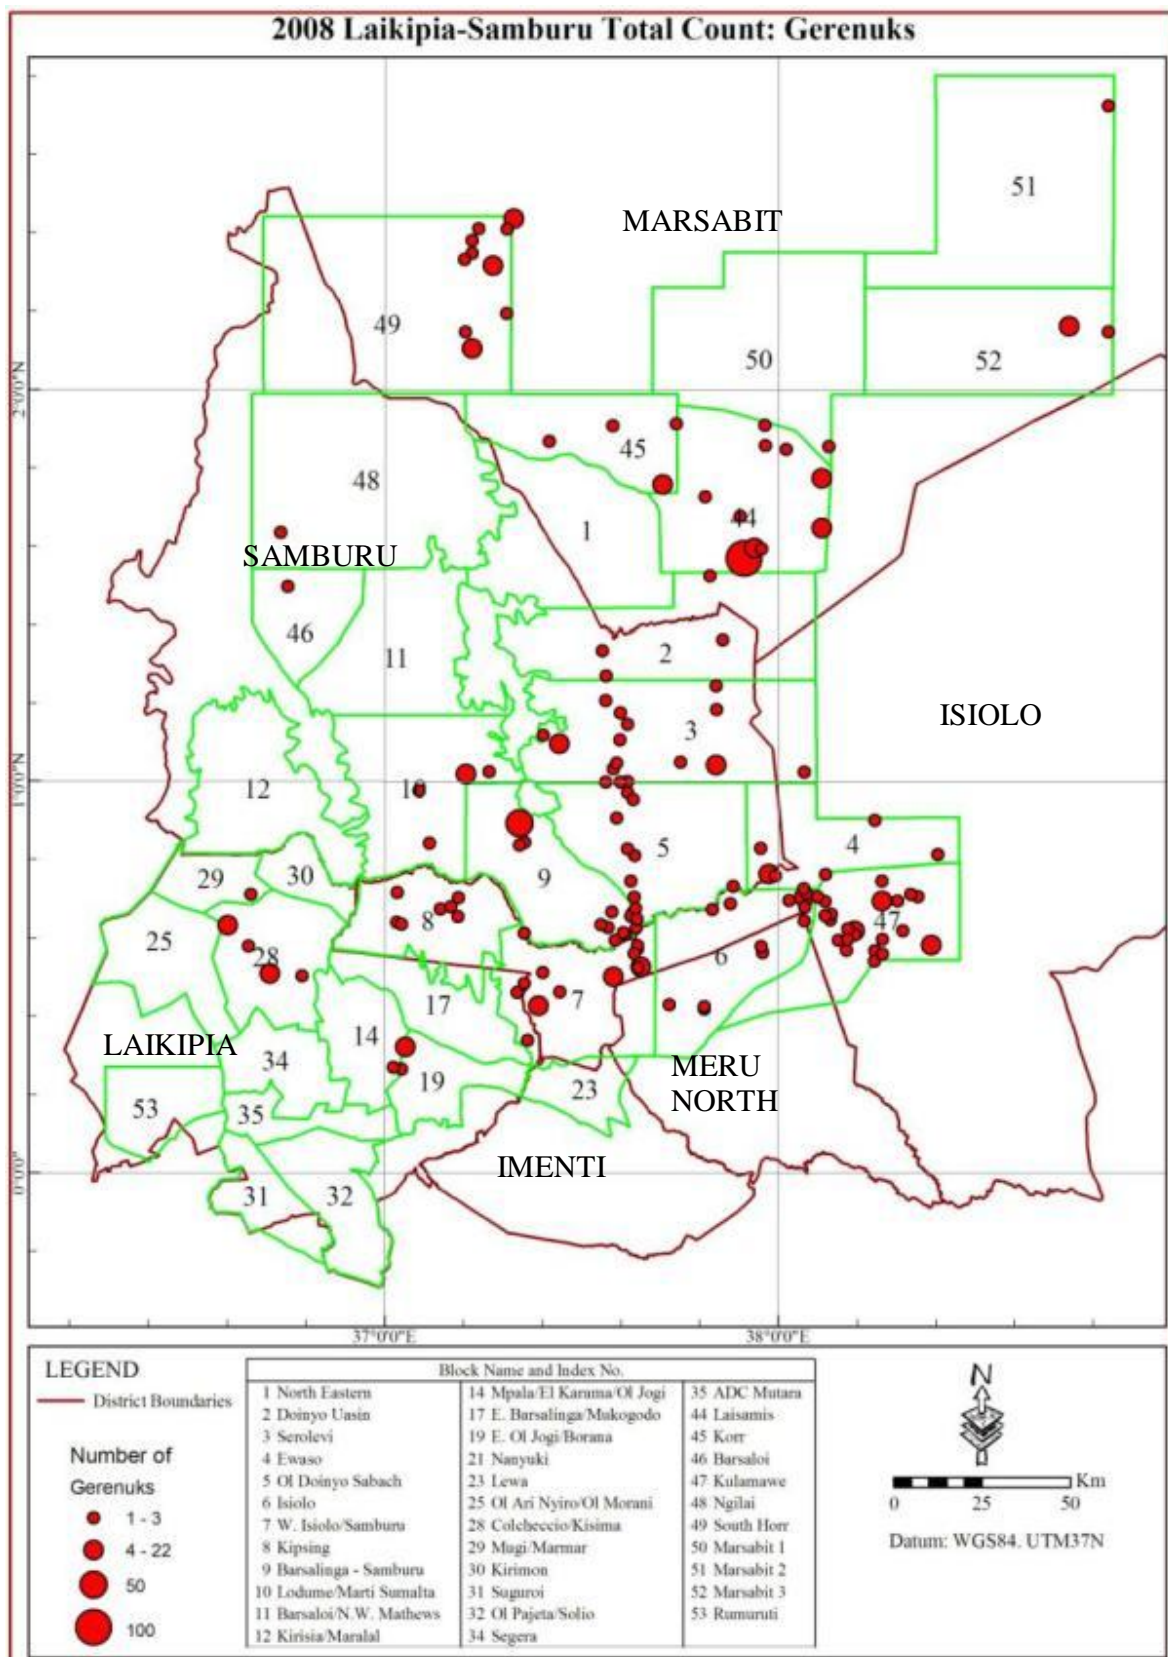 2008 Laikipia-Samburu Total Count: Gerenuks
51
MARSABIT
49
50
52
2°0'0"N
45
48
44
1
SAMBURU
46
11
2
3
ISIOLO
12
10
1°0'0"N
4
5
9
29
30
8
25
28
47
6
17
7
14
LAIKIPIA
34
19
MERU
NORTH
23
53
35
IMENTI
0°0'0"
31
32
37°0'0"E
38°0'0"E
LEGEND
District Boundaries
Number of
Gerenuks
1 - 3
4 - 22
50
100
Block Name and Index No.
1 North Eastern
2 Doinyo Uasin
3 Serolevi
4 Ewaso
5 Ol Doinyo Sabach
6 Isiolo
7 W. Isiolo/Samburu
8 Kipsing
9 Barsalinga - Samburu
10 Lodume/Marti Sumalta
11 Barsaloi/N.W. Mathews
12 Kirisia/Maralal
14 Mpala/El Karama/Ol Jogi
17 E. Barsalinga/Mukogodo
19 E. Ol Jogi/Borana
21 Nanyuki
23 Lewa
25 Ol Ari Nyiro/Ol Morani
28 Colcheccio/Kisima
29 Mugi/Marmar
30 Kirimon
31 Suguroi
32 Ol Pajeta/Solio
34 Segera
35 ADC Mutara
44 Laisamis
45 Korr
46 Barsaloi
47 Kulamawe
48 Ngilai
49 South Horr
50 Marsabit 1
51 Marsabit 2
52 Marsabit 3
53 Rumuruti
N
Km
0 25 50
Datum: WGS84. UTM37N